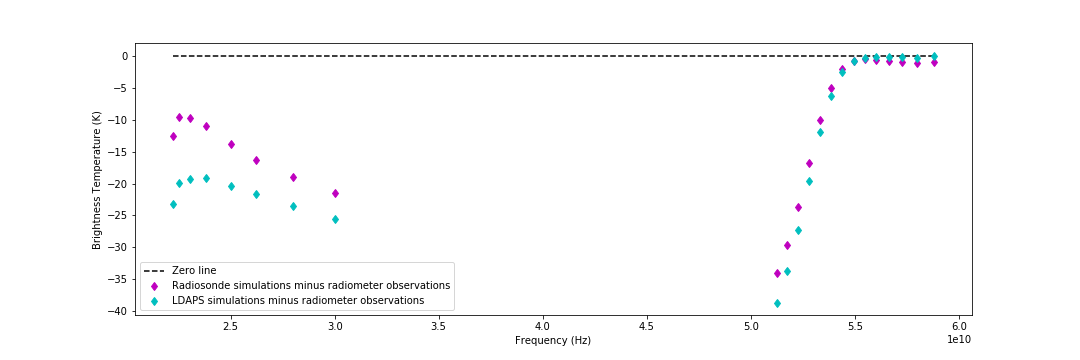 0
−5
−10
−15
−20
−25
−30
−35
−40
Brightness Temperature (K)
Zero line
Radiosonde simulations minus radiometer observations
LDAPS simulations minus radiometer observations
2.5 3.0 3.5 4.0 4.5 5.0 5.5 6.0
1e10
Frequency (Hz)